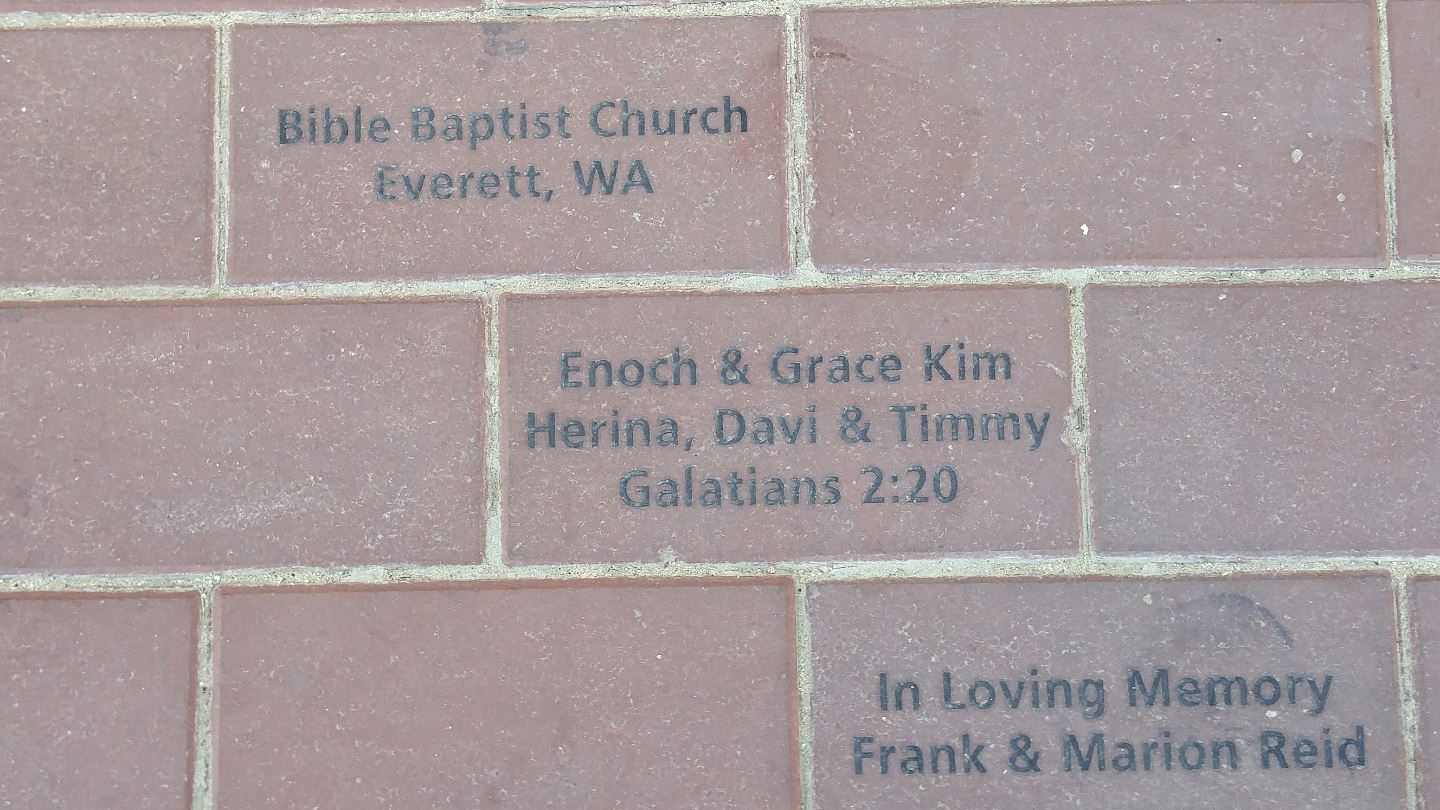 Bible Baptist Church
Everett, WA
Enoch & Grace Kim
Herina, Davi & Timmy
Galatians 2:20
In Loving Memory
Frank & Marion Reid